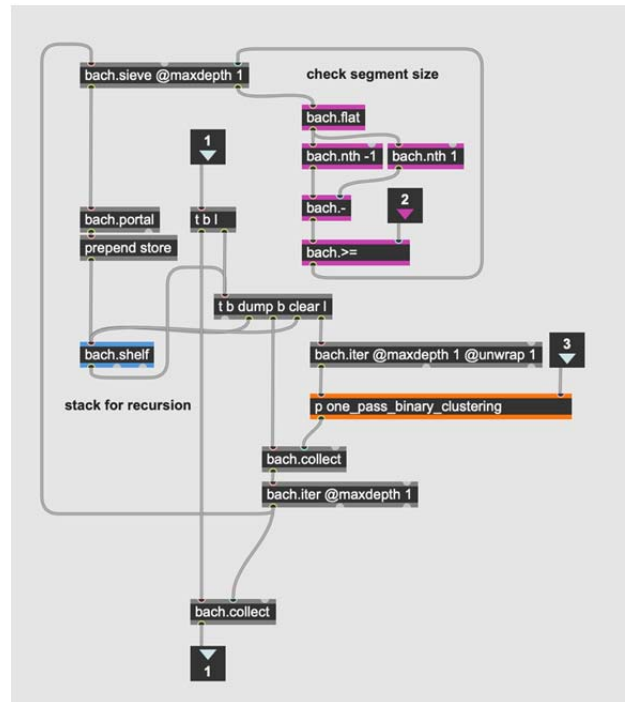 bach.sieve @maxdepth 1
check segment size
bach.flat
1
bach.nth -1
bach.nth 1
2
bach.portal
t b l
bach.-
prepend store
bach.>=
t b dump b clear l
bach.shelf
bach.iter @maxdepth 1 @unwrap 1
3
stack for recursion
p one_pass_binary_clustering
bach.collect
bach.iter @maxdepth 1
bach.collect
1